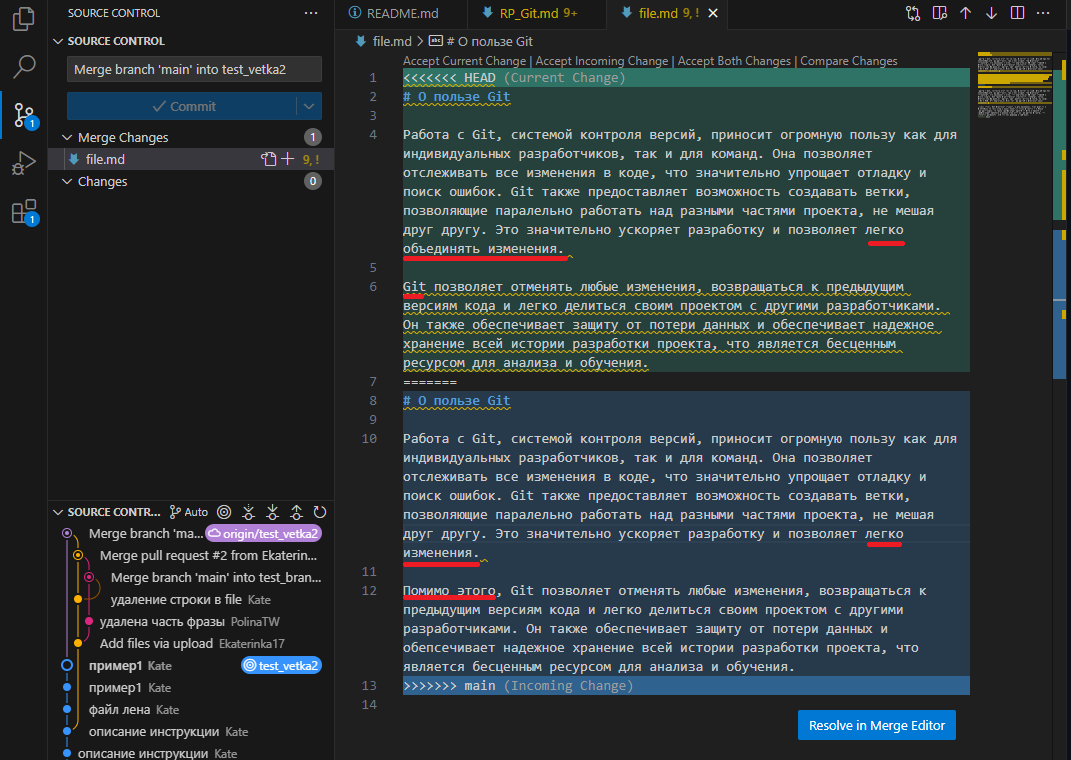 SOURCE CONTROL ...
README.md
RP_Git.md 9+
file.md 9, !
SOURCE CONTROL
file.md > abc # О пользе Git
Merge branch 'main' into test_vetka2
Commit
Merge Changes 1
file.md 9, !
Changes 0
1
1
Accept Current Change | Accept Incoming Change | Accept Both Changes | Compare Changes
1 <<<<<<< HEAD (Current Change)
2 # О пользе Git
3
4 Работа с Git, системой контроля версий, приносит огромную пользу как для
индивидуальных разработчиков, так и для команд. Она позволяет
отслеживать все изменения в коде, что значительно упрощает отладку и
поиск ошибок. Git также предоставляет возможность создавать ветки,
позволяющие паралельно работать над разными частями проекта, не мешая
друг другу. Это значительно ускоряет разработку и позволяет легко
объединять изменения.
5
6 Git позволяет отменять любые изменения, возвращаться к предыдущим
версиям кода и легко делиться своим проектом с другими разработчиками.
Он также обеспечивает защиту от потери данных и обеспечивает надежное
хранение всей истории разработки проекта, что является бесценным
ресурсом для анализа и обучения.
7 =======
8 # О пользе Git
9
10 Работа с Git, системой контроля версий, приносит огромную пользу как для
индивидуальных разработчиков, так и для команд. Она позволяет
отслеживать все изменения в коде, что значительно упрощает отладку и
поиск ошибок. Git также предоставляет возможность создавать ветки,
позволяющие паралельно работать над разными частями проекта, не мешая
друг другу. Это значительно ускоряет разработку и позволяет легко
изменения.
11
12 Помимо этого, Git позволяет отменять любые изменения, возвращаться к
предыдущим версиям кода и легко делиться своим проектом с другими
разработчиками. Он также обеспечивает защиту от потери данных и
обепсечивает надежное хранение всей истории разработки проекта, что
является бесценным ресурсом для анализа и обучения.
13 >>>>>>> main (Incoming Change)
14
Resolve in Merge Editor
SOURCE CONTR... Auto
Merge branch 'ma... origin/test_vetka2
Merge pull request #2 from Ekaterin...
Merge branch 'main' into test_bran...
удаление строки в file Kate
удалена часть фразы PolinaTW
Add files via upload Ekaterinka17
пример1 Kate test_vetka2
пример1 Kate
файл лена Kate
описание инструкции Kate
описание инструкции Kate